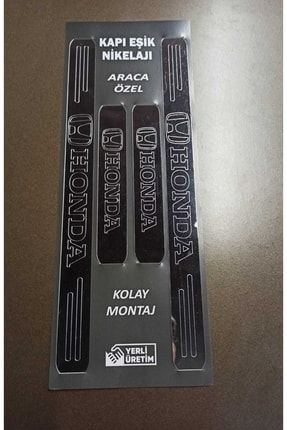 KAPI EŞİK
NİKELAJI
ARACA
ÖZEL
HONDA
HONDA
HONDA
HONDA
KOLAY
MONTAJ
YERLİ
ÜRETİM